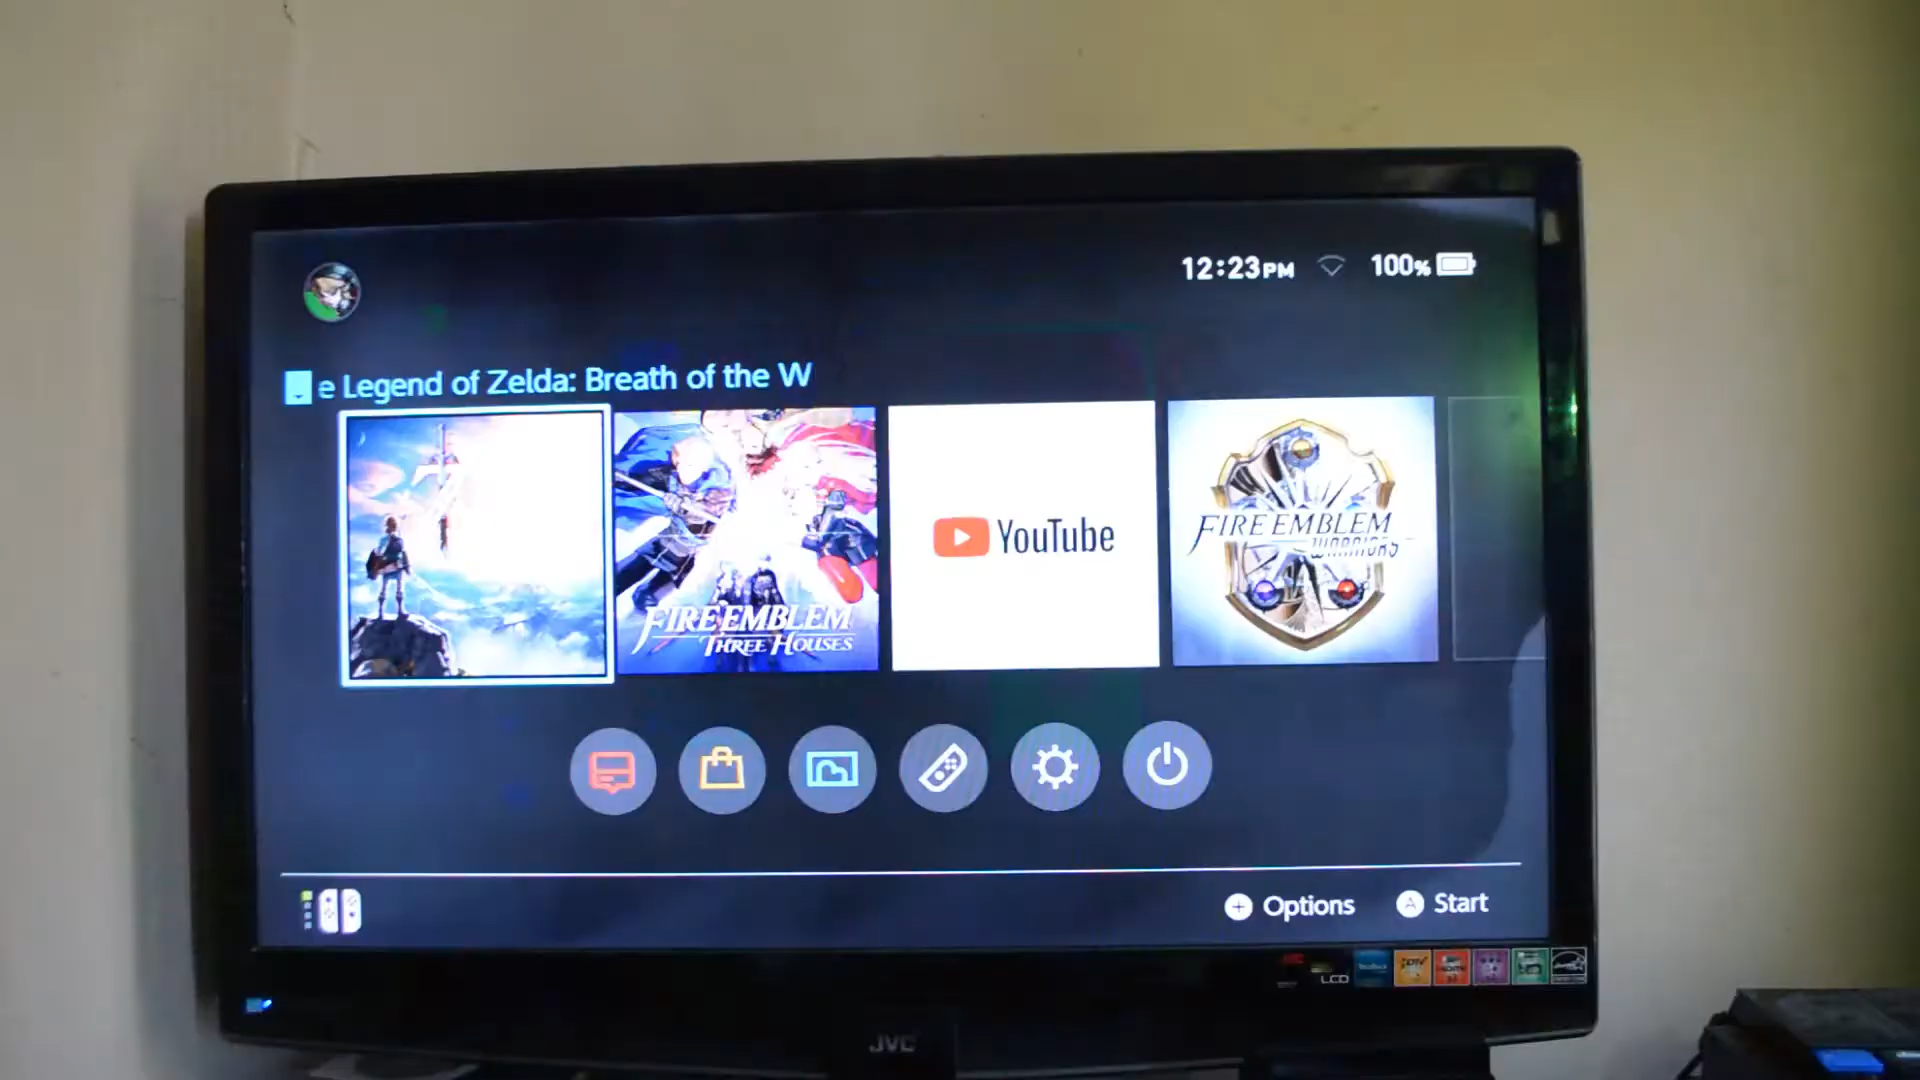 12:23PM 100%
e Legend of Zelda: Breath of the W
FIRE EMBLEM
THREE HOUSES
YouTube
FIRE EMBLEM
WARRIORS
+ Options A Start
LCD
JVC